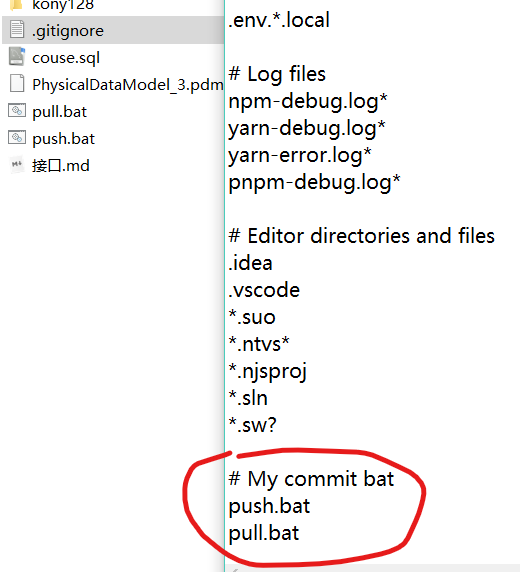 kony128
.gitignore
couse.sql
PhysicalDataModel_3.pdm
pull.bat
push.bat
接口.md
.env.*.local
# Log files
npm-debug.log*
yarn-debug.log*
yarn-error.log*
pnpm-debug.log*
# Editor directories and files
.idea
.vscode
*.suo
*.ntvs*
*.njsproj
*.sln
*.sw?
# My commit bat
push.bat
pull.bat